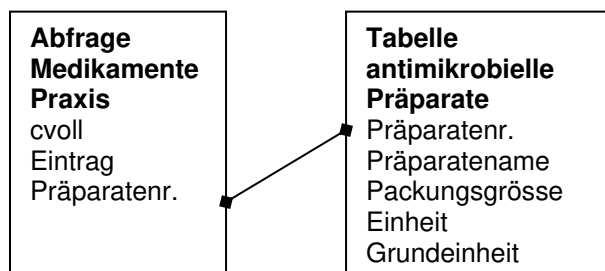 Abfrage
Medikamente
Praxis
cvoll
Eintrag
Präparatenr.
Tabelle
antimikrobielle
Präparate
Präparatenr.
Präparatename
Packungsgrösse
Einheit
Grundeinheit